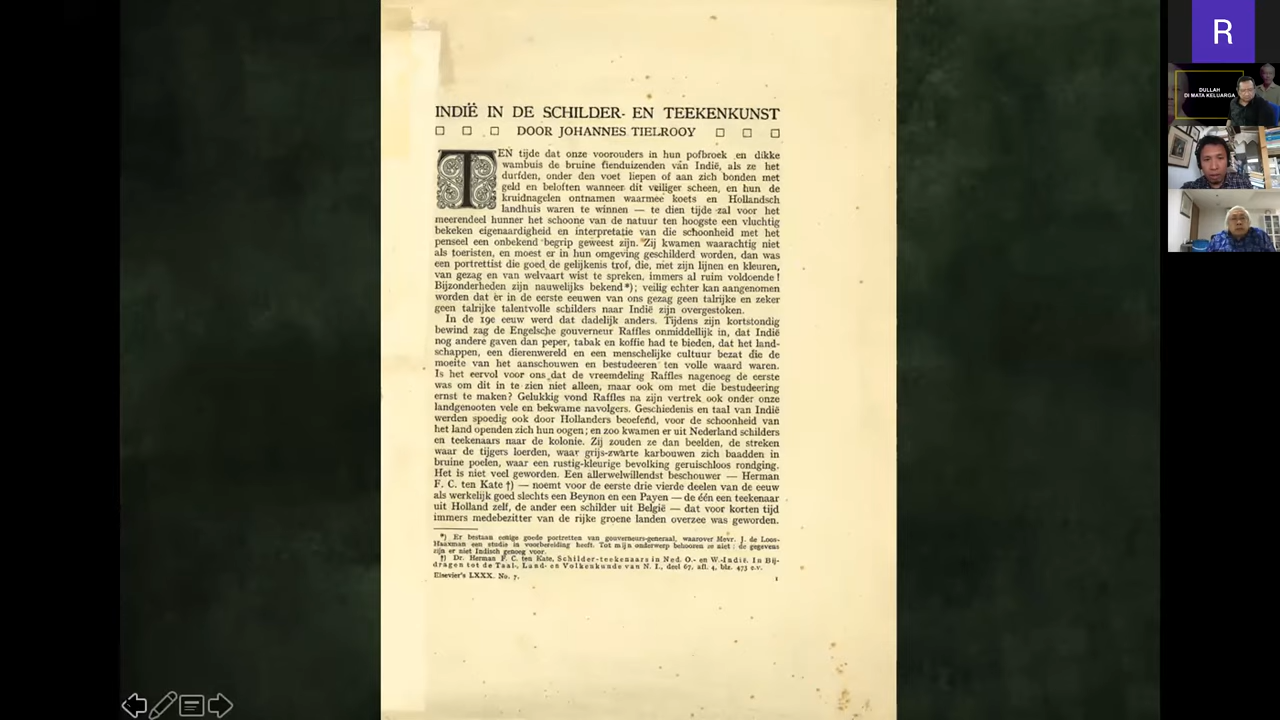 INDIË IN DE SCHILDER- EN TEEKENKUNST
DOOR JOHANNES TIELROOY
TEN tijde dat onze voorouders in hun pofbroek en dikke
wambuis de bruine tienduizenden van Indië, als ze het
durfden, onder den voet liepen of aan zich bonden met
geld en beloften wanneer dit veiliger scheen, en hun de
kruidnagelen ontnamen waarmee koets en Hollandsch
landhuis waren te winnen — te dien tijde zal voor het
meerendeel hunner het schoone van de natuur ten hoogste een vluchtig
bekeken eigenaardigheid en interpretatie van die schoonheid met het
penseel een onbekend begrip geweest zijn. Zij kwamen waarachtig niet
als toeristen, en moest er in hun omgeving geschilderd worden, dan was
een portrettist die goed de gelijkenis trof, die, met zijn lijnen en kleuren,
van gezag en van welvaart wist te spreken, immers al ruim voldoende!
Bijzonderheden zijn nauwelijks bekend*); veilig echter kan aangenomen
worden dat er in de eerste eeuwen van ons gezag geen talrijke en zeker
geen talrijke talentvolle schilders naar Indië zijn overgestoken.
In de 19e eeuw werd dat dadelijk anders. Tijdens zijn kortstondig
bewind zag de Engelsche gouverneur Raffles onmiddellijk in, dat Indië
nog andere gaven dan peper, tabak en koffie had te bieden, dat het land-
schappen, een dierenwereld en een menschelijke cultuur bezat die de
moeite van het aanschouwen en bestudeeren ten volle waard waren.
Is het eervol voor ons dat de vreemdeling Raffles nagenoeg de eerste
was om dit in te zien niet alleen, maar ook om met die bestudeering
ernst te maken? Gelukkig vond Raffles na zijn vertrek ook onder onze
landgenooten vele en bekwame navolgers. Geschiedenis en taal van Indië
werden spoedig ook door Hollanders beoefend, voor de schoonheid van
het land openden zich hun oogen; en zoo kwamen er uit Nederland schilders
en teekenaars naar de kolonie. Zij zouden ze dan beelden, de streken
waar de tijgers loerden, waar grijs-zwarte karbouwen zich baadden in
bruine poelen, waar een rustig-kleurige bevolking geruischloos rondging.
Het is niet veel geworden. Een allerwelwillendst beschouwer — Herman
F. C. ten Kate †) — noemt voor de eerste drie vierde deelen van de eeuw
als werkelijk goed slechts een Beynon en een Payen — de één een teekenaar
uit Holland zelf, de ander een schilder uit België — dat voor korten tijd
immers medebezitter van de rijke groene landen overzee was geworden.
*) Er bestaan eenige goede portretten van gouverneurs-generaal, waarover Mevr. J. de Loos-
Haaxman een studie in voorbereiding heeft. Tot mijn onderwerp behooren ze niet: de gegevens
zijn er niet Indisch genoeg voor.
†) Dr. Herman F. C. ten Kate, Schilder-teekenaars in Ned. O.- en W.-Indië. In Bij-
dragen tot de Taal-, Land- en Volkenkunde van N. I., deel 67, afl. 4, blz. 473 e.v.
Elsevier's LXXX. No. 7.
1
R
DULLAH
DI MATA KELUARGA